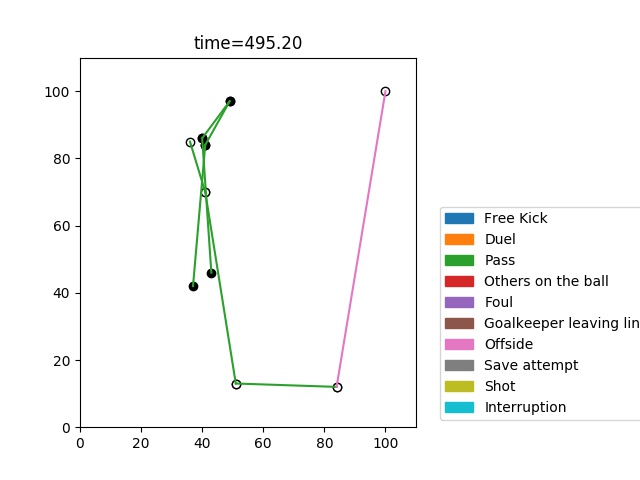 time=495.20
100
80
60
40
20
0
0 20 40 60 80 100
Free Kick
Duel
Pass
Others on the ball
Foul
Goalkeeper leaving lin
Offside
Save attempt
Shot
Interruption